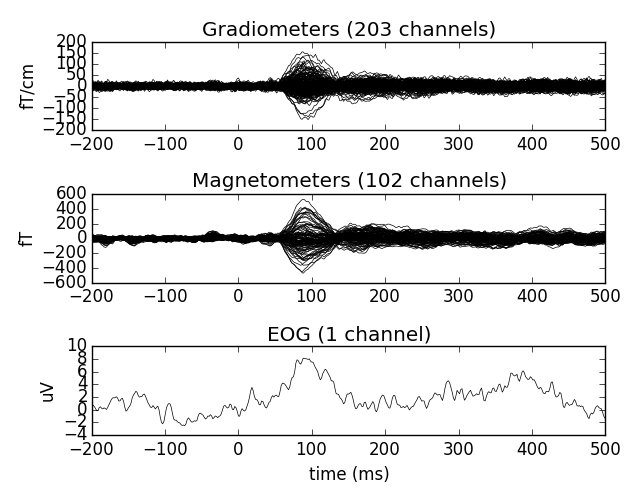 Gradiometers (203 channels)
200
150
100
50
0
−50
−100
−150
−200
fT/cm
−200 −100 0 100 200 300 400 500
Magnetometers (102 channels)
600
400
200
0
−200
−400
−600
fT
−200 −100 0 100 200 300 400 500
EOG (1 channel)
10
8
6
4
2
0
−2
−4
uV
−200 −100 0 100 200 300 400 500
time (ms)